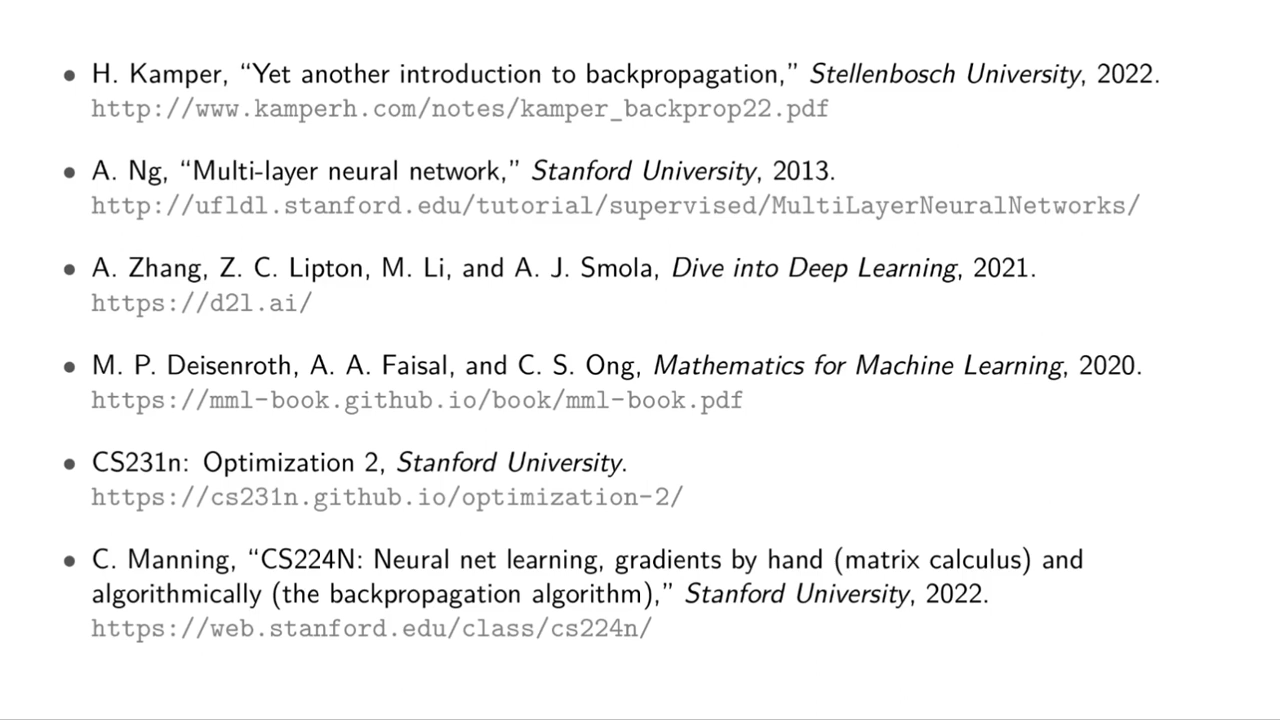 • H. Kamper, “Yet another introduction to backpropagation,” Stellenbosch University, 2022.
http://www.kamperh.com/notes/kamper_backprop22.pdf
• A. Ng, “Multi-layer neural network,” Stanford University, 2013.
http://ufldl.stanford.edu/tutorial/supervised/MultiLayerNeuralNetworks/
• A. Zhang, Z. C. Lipton, M. Li, and A. J. Smola, Dive into Deep Learning, 2021.
https://d2l.ai/
• M. P. Deisenroth, A. A. Faisal, and C. S. Ong, Mathematics for Machine Learning, 2020.
https://mml-book.github.io/book/mml-book.pdf
• CS231n: Optimization 2, Stanford University.
https://cs231n.github.io/optimization-2/
• C. Manning, “CS224N: Neural net learning, gradients by hand (matrix calculus) and
algorithmically (the backpropagation algorithm),” Stanford University, 2022.
https://web.stanford.edu/class/cs224n/